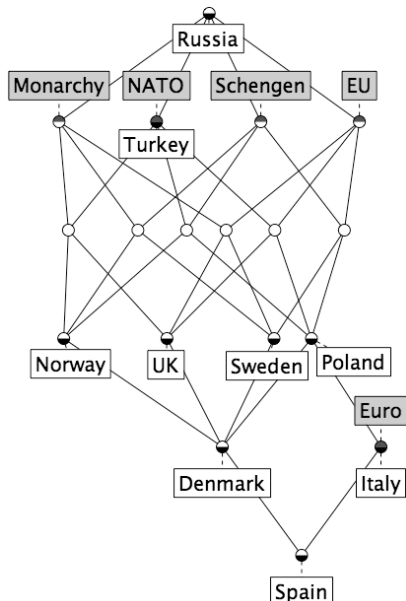 Russia
Monarchy NATO Schengen EU
Turkey
Norway UK Sweden Poland
Euro
Denmark Italy
Spain